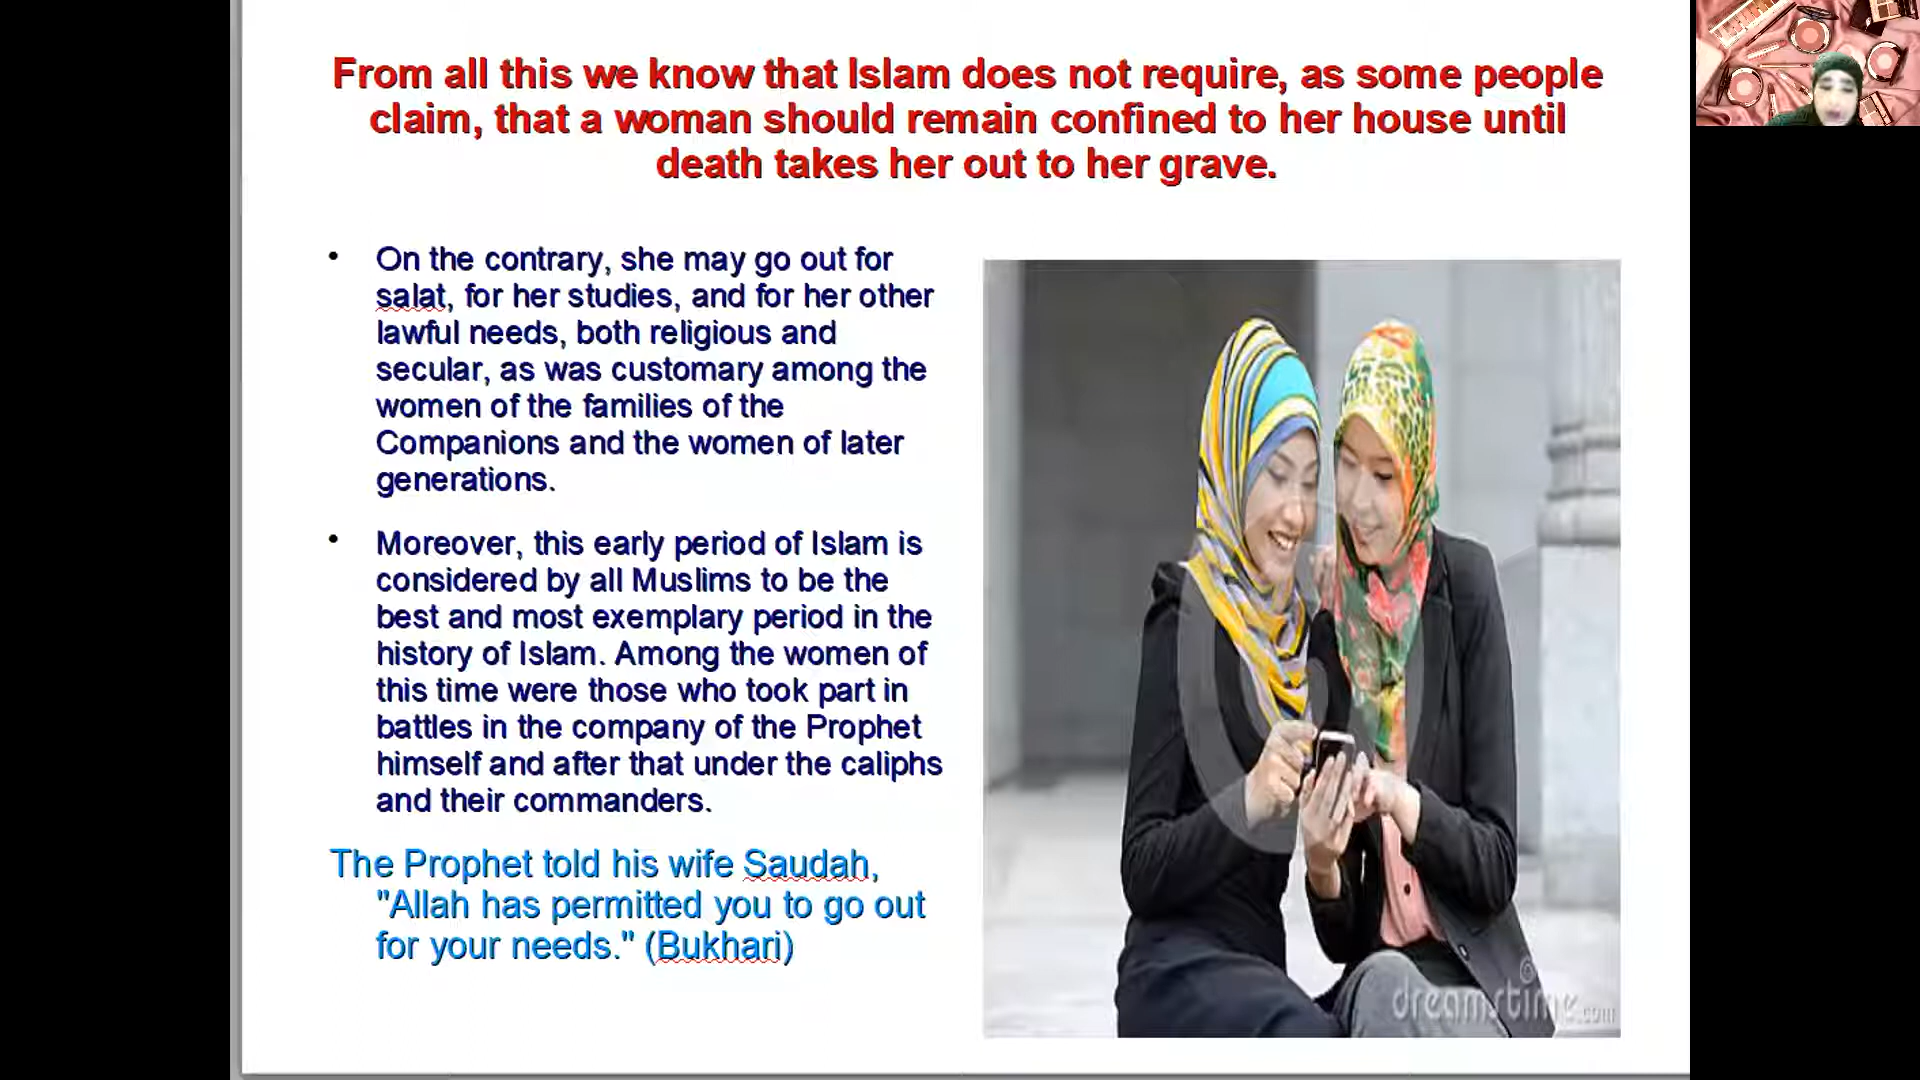 From all this we know that Islam does not require, as some people
claim, that a woman should remain confined to her house until
death takes her out to her grave.
• On the contrary, she may go out for
salat, for her studies, and for her other
lawful needs, both religious and
secular, as was customary among the
women of the families of the
Companions and the women of later
generations.
• Moreover, this early period of Islam is
considered by all Muslims to be the
best and most exemplary period in the
history of Islam. Among the women of
this time were those who took part in
battles in the company of the Prophet
himself and after that under the caliphs
and their commanders.
The Prophet told his wife Saudah,
"Allah has permitted you to go out
for your needs." (Bukhari)
dreamstime.com